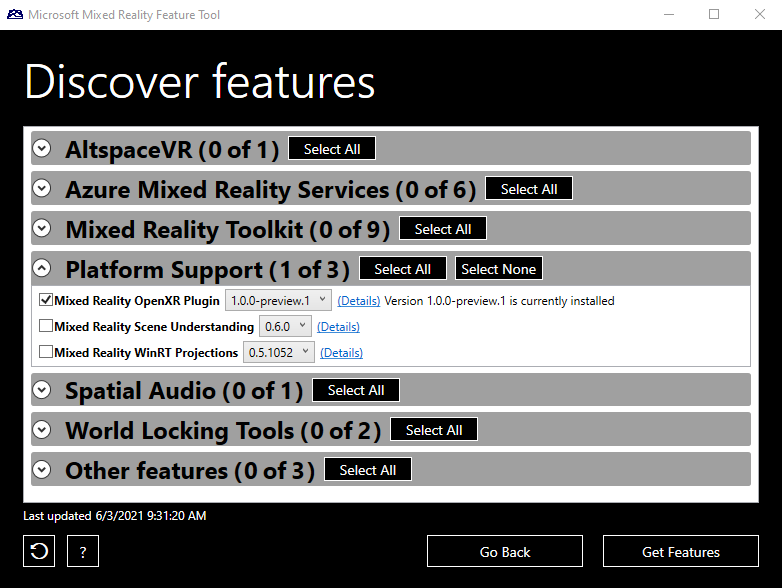 Microsoft Mixed Reality Feature Tool
Discover features
AltspaceVR (0 of 1) Select All
Azure Mixed Reality Services (0 of 6) Select All
Mixed Reality Toolkit (0 of 9) Select All
Platform Support (1 of 3) Select All Select None
Mixed Reality OpenXR Plugin 1.0.0-preview.1 (Details) Version 1.0.0-preview.1 is currently installed
Mixed Reality Scene Understanding 0.6.0 (Details)
Mixed Reality WinRT Projections 0.5.1052 (Details)
Spatial Audio (0 of 1) Select All
World Locking Tools (0 of 2) Select All
Other features (0 of 3) Select All
Last updated 6/3/2021 9:31:20 AM
? Go Back Get Features